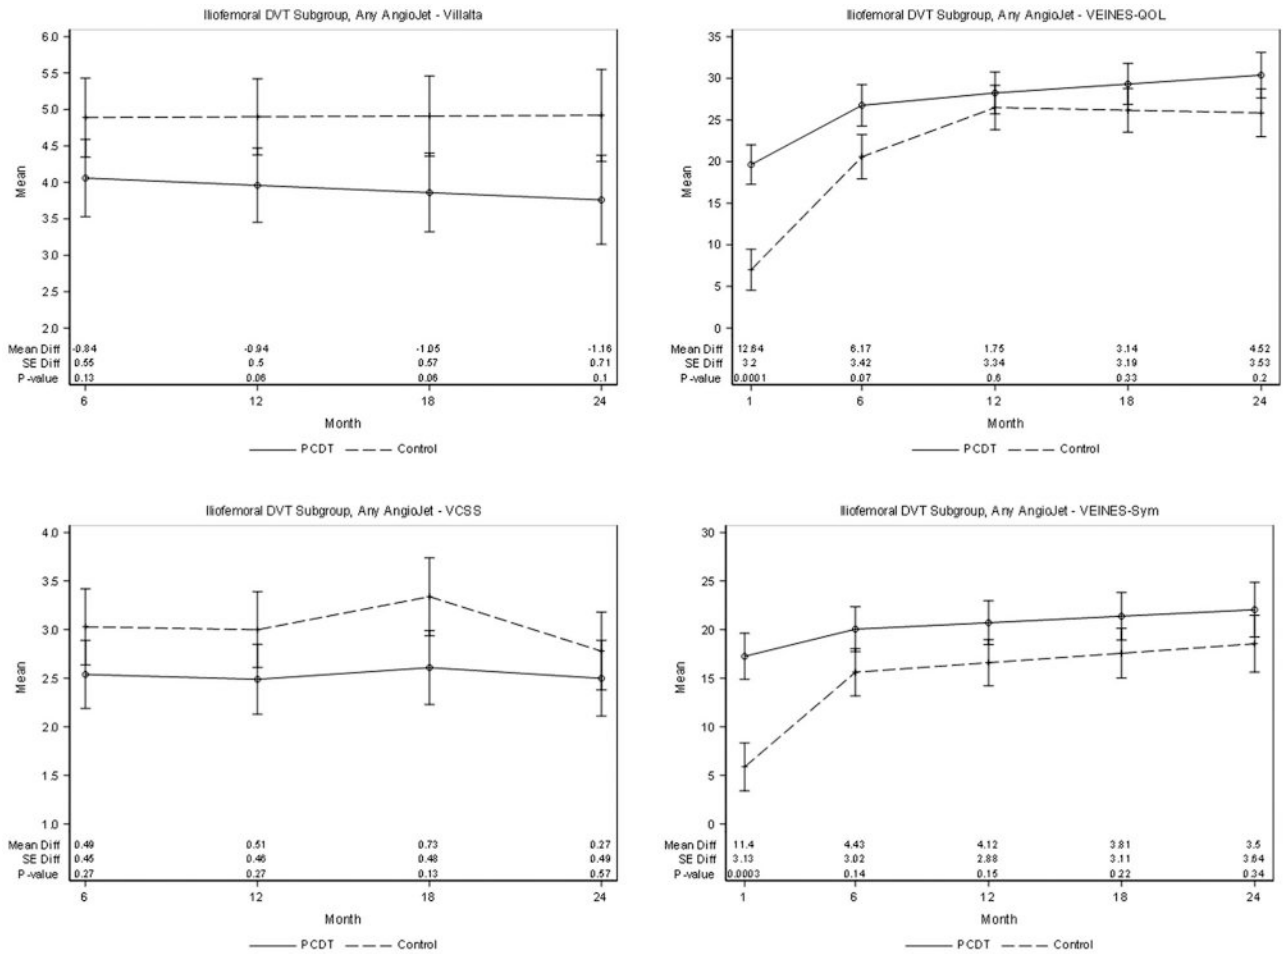 Iliofemoral DVT Subgroup, Any AngioJet - Villalta
6.0
5.5
5.0
4.5
4.0
3.5
3.0
2.5
2.0
Mean
Mean Diff -0.84 -0.94 -1.05 -1.16
SE Diff 0.55 0.5 0.57 0.71
P-value 0.13 0.06 0.06 0.1
6 12 18 24
Month
PCDT Control
Iliofemoral DVT Subgroup, Any AngioJet - VEINES-QOL
35
30
25
20
15
10
5
0
Mean
Mean Diff 12.64 6.17 1.75 3.14 4.52
SE Diff 3.2 3.42 3.34 3.19 3.53
P-value 0.0001 0.07 0.6 0.33 0.2
1 6 12 18 24
Month
PCDT Control
Iliofemoral DVT Subgroup, Any AngioJet - VCSS
4.0
3.5
3.0
2.5
2.0
1.5
1.0
Mean
Mean Diff 0.49 0.51 0.73 0.27
SE Diff 0.45 0.46 0.48 0.49
P-value 0.27 0.27 0.13 0.57
6 12 18 24
Month
PCDT Control
Iliofemoral DVT Subgroup, Any AngioJet - VEINES-Sym
30
25
20
15
10
5
0
Mean
Mean Diff 11.4 4.43 4.12 3.81 3.5
SE Diff 3.13 3.02 2.88 3.11 3.64
P-value 0.0003 0.14 0.15 0.22 0.34
1 6 12 18 24
Month
PCDT Control